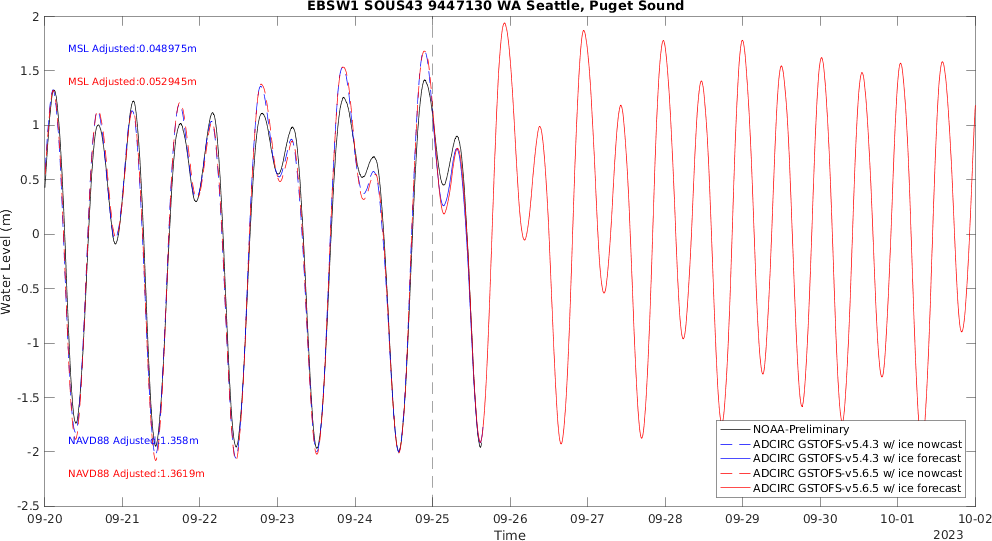 EBSW1 SOUS43 9447130 WA Seattle, Puget Sound
MSL Adjusted:0.048975m
MSL Adjusted:0.052945m
NAVD88 Adjusted:1.358m
NAVD88 Adjusted:1.3619m
Water Level (m)
2
1.5
1
0.5
0
-0.5
-1
-1.5
-2
-2.5
NOAA-Preliminary
ADCIRC GSTOFS-v5.4.3 w/ ice nowcast
ADCIRC GSTOFS-v5.4.3 w/ ice forecast
ADCIRC GSTOFS-v5.6.5 w/ ice nowcast
ADCIRC GSTOFS-v5.6.5 w/ ice forecast
09-20 09-21 09-22 09-23 09-24 09-25 09-26 09-27 09-28 09-29 09-30 10-01 10-02
Time
2023